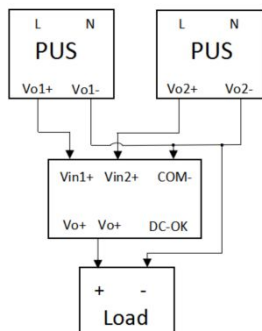 L N L N
PUS PUS
Vo1+ Vo1- Vo2+ Vo2-
Vin1+ Vin2+ COM-
Vo+ Vo+ DC-OK
+ -
Load